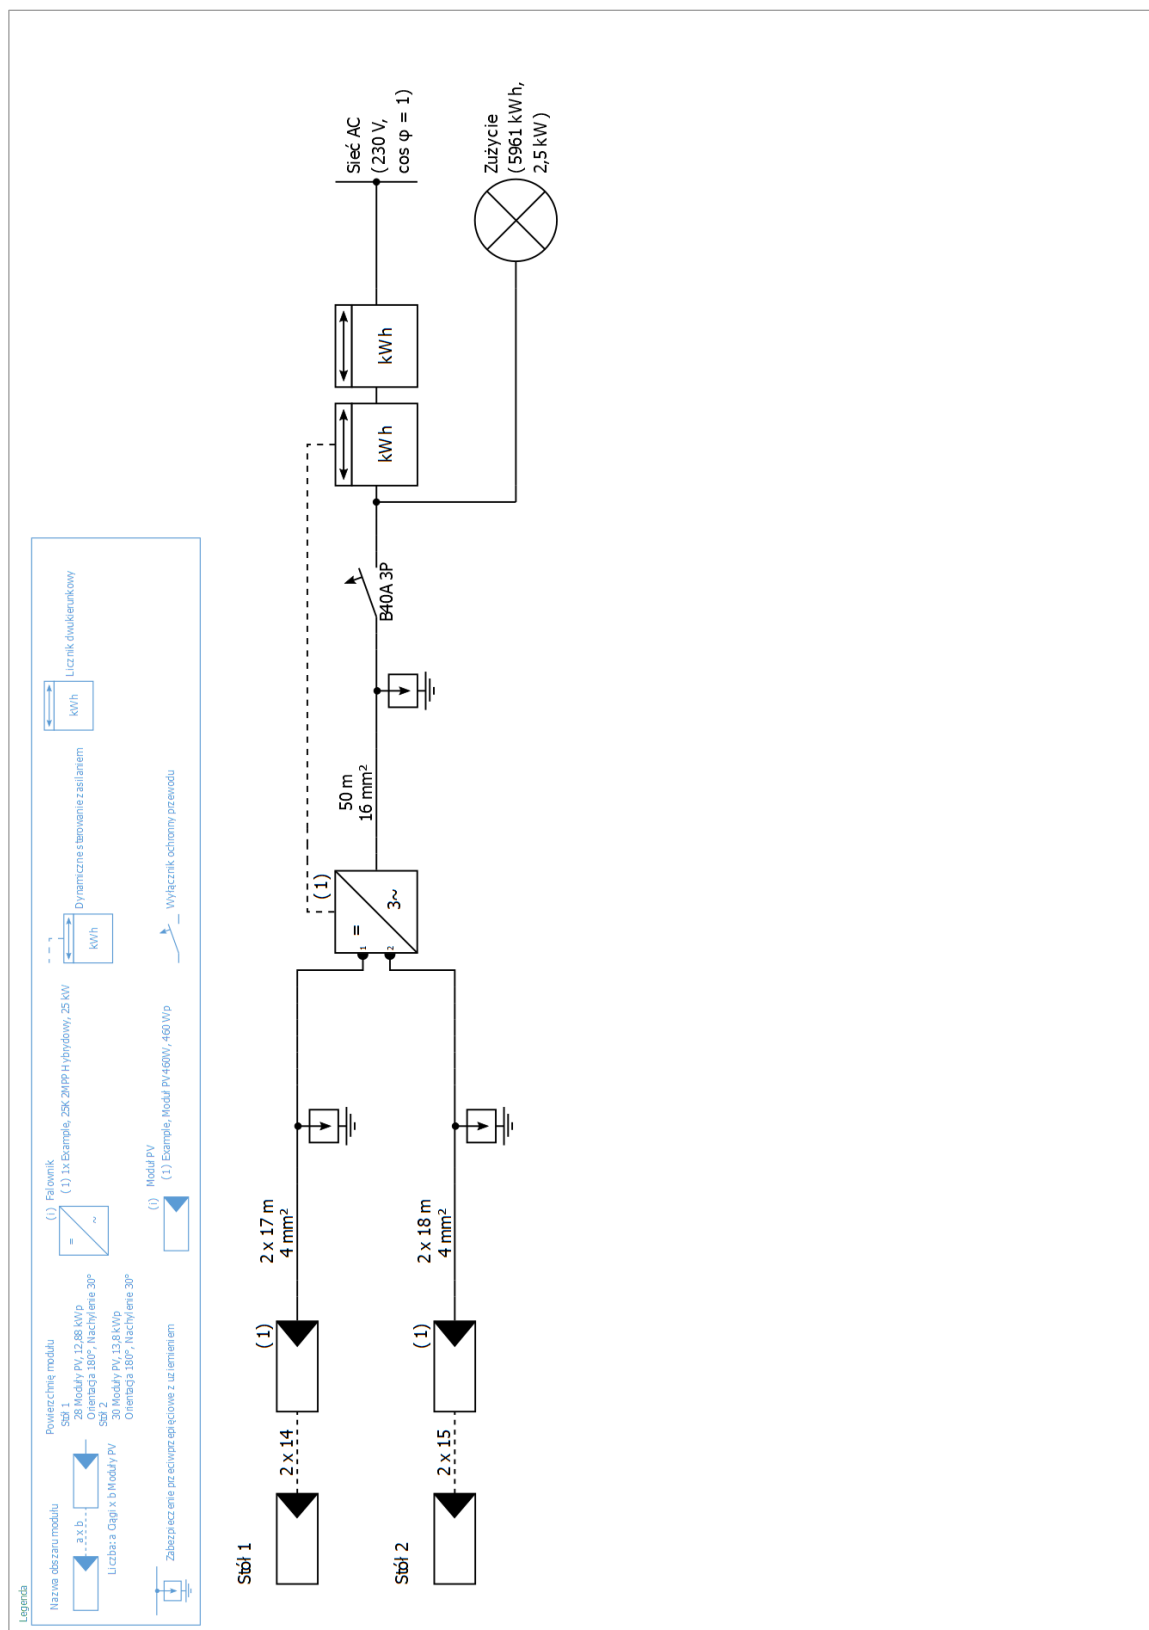 Legenda
Nazwa obszaru modułu
a x b
Liczba: a Ciągi x b Moduły PV
Powierzchnię modułu
Stół 1
28 Moduły PV, 12,88 kWp
Orientacja 180°, Nachylenie 30°
Stół 2
30 Moduły PV, 13,8 kWp
Orientacja 180°, Nachylenie 30°
(i) Falownik
(1) 1x Example, 25K 2MPP Hybrydowy, 25 kW
=
~
kWh
Dynamiczne sterowanie zasilaniem
kWh
Licznik dwukierunkowy
Zabezpieczenie przeciwprzepięciowe z uziemieniem
(i) Moduł PV
(1) Example, Moduł PV 460W, 460 Wp
Wyłącznik ochronny przewodu
Stół 1
2 x 14
(1)
2 x 17 m
4 mm²
Stół 2
2 x 15
(1)
2 x 18 m
4 mm²
(1)
1
2
=
3~
50 m
16 mm²
B40A 3P
kWh
kWh
Sieć AC
(230 V,
cos φ = 1)
Zużycie
(5961 kWh,
2,5 kW)